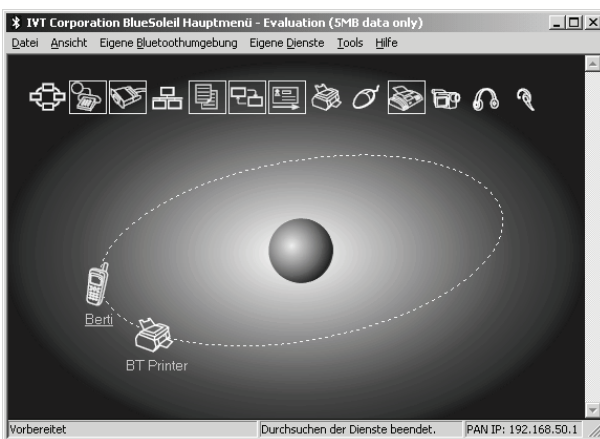 IVT Corporation BlueSoleil Hauptmenü - Evaluation (5MB data only)
Datei Ansicht Eigene Bluetoothumgebung Eigene Dienste Tools Hilfe
Berti
BT Printer
Vorbereitet Durchsuchen der Dienste beendet. PAN IP: 192.168.50.1